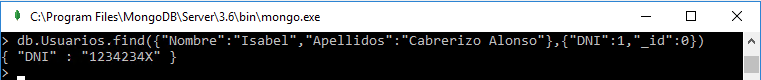 C:\Program Files\MongoDB\Server\3.6\bin\mongo.exe
> db.Usuarios.find({"Nombre":"Isabel","Apellidos":"Cabrerizo Alonso"},{"DNI":1,"_id":0})
{ "DNI" : "1234234X" }
>